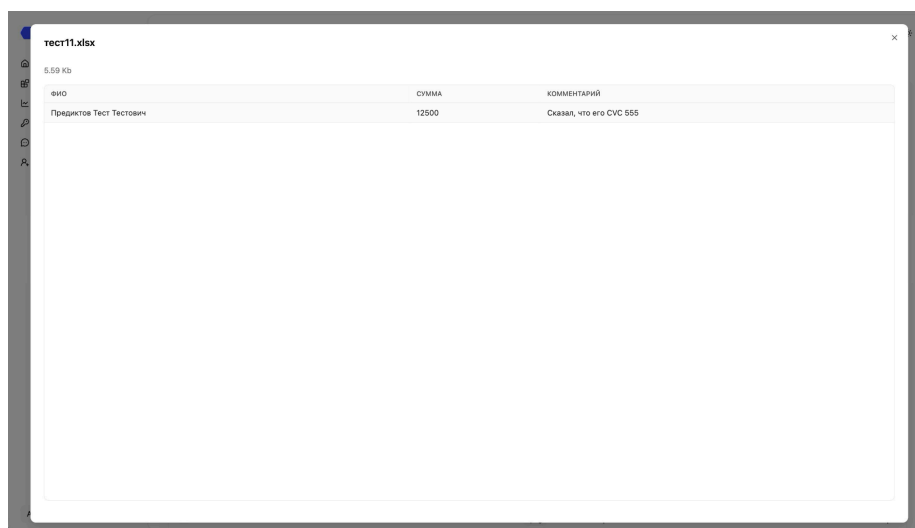 тест11.xlsx
5.59 Kb
ФИО СУММА КОММЕНТАРИЙ
Предиктов Тест Тестович 12500 Сказал, что его CVC 555